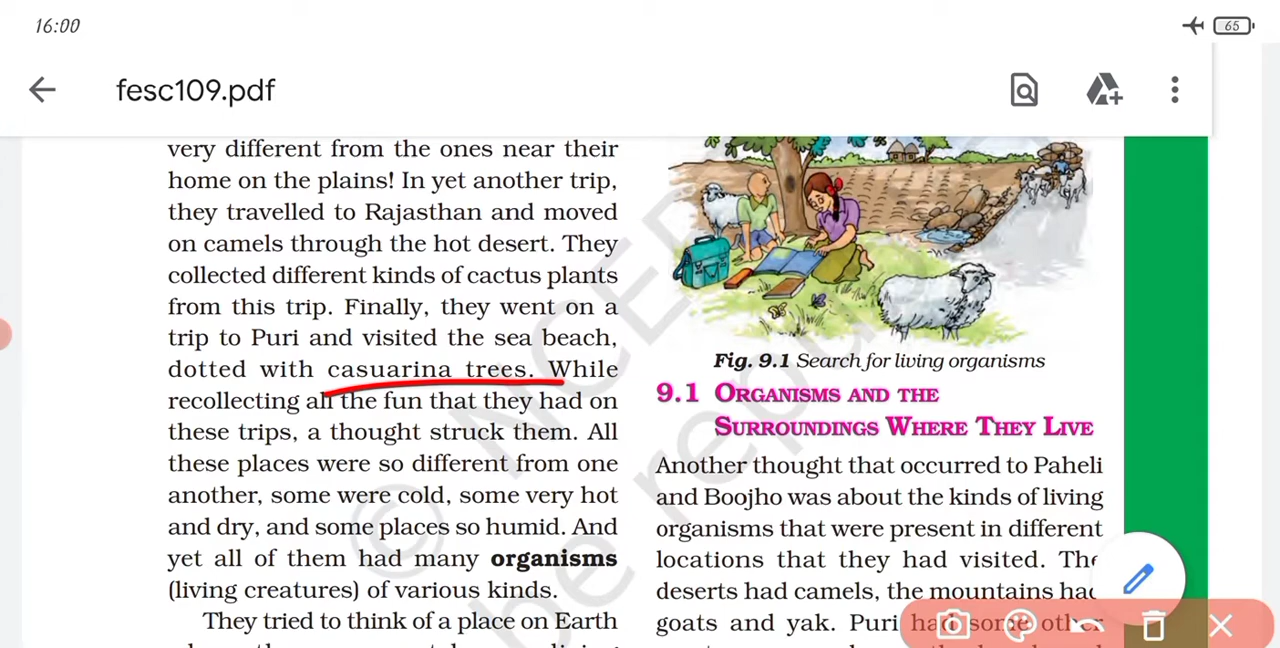 16:00
65
fesc109.pdf
very different from the ones near their
home on the plains! In yet another trip,
they travelled to Rajasthan and moved
on camels through the hot desert. They
collected different kinds of cactus plants
from this trip. Finally, they went on a
trip to Puri and visited the sea beach,
dotted with casuarina trees. While
recollecting all the fun that they had on
these trips, a thought struck them. All
these places were so different from one
another, some were cold, some very hot
and dry, and some places so humid. And
yet all of them had many organisms
(living creatures) of various kinds.
They tried to think of a place on Earth
Fig. 9.1 Search for living organisms
9.1 ORGANISMS AND THE
SURROUNDINGS WHERE THEY LIVE
Another thought that occurred to Paheli
and Boojho was about the kinds of living
organisms that were present in different
locations that they had visited. The
deserts had camels, the mountains had
goats and yak. Puri had some other
© NCER
be repu